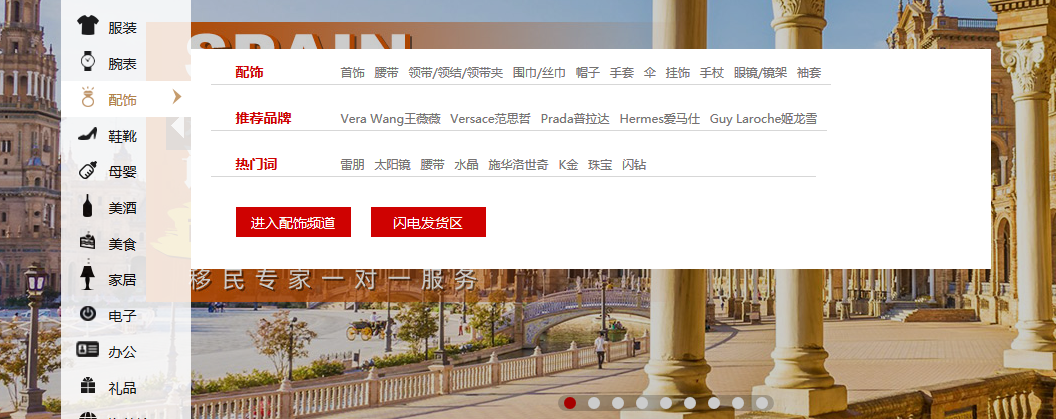 服装
腕表
配饰
鞋靴
母婴
美酒
美食
家居
电子
办公
礼品
SPAIN
配饰 首饰 腰带 领带/领结/领带夹 围巾/丝巾 帽子 手套 伞 挂饰 手杖 眼镜/镜架 袖套
推荐品牌 Vera Wang王薇薇 Versace范思哲 Prada普拉达 Hermes爱马仕 Guy Laroche姬龙雪
热门词 雷朋 太阳镜 腰带 水晶 施华洛世奇 K金 珠宝 闪钻
进入配饰频道 闪电发货区
移民专家一对一服务